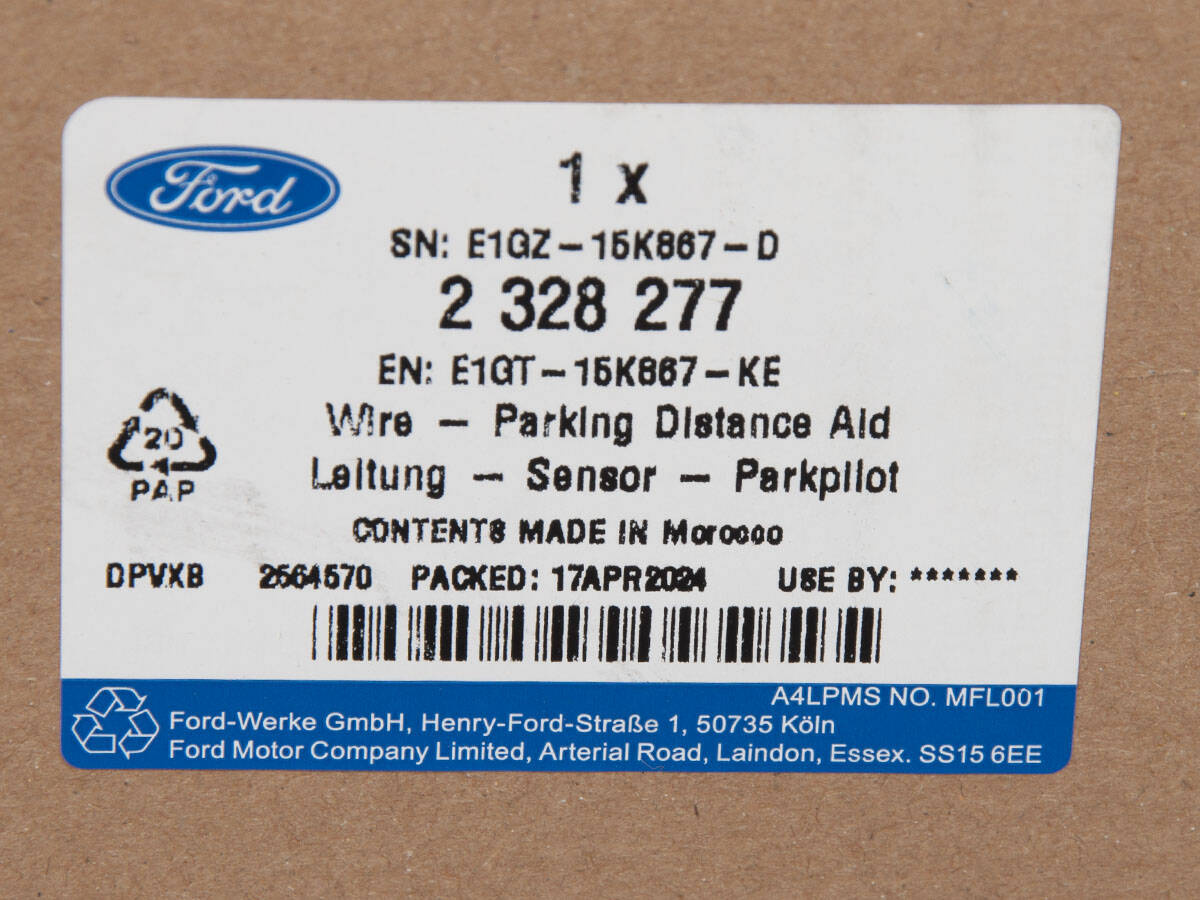 Ford
1 x
SN: E1GZ-15K867-D
2 328 277
EN: E1GT-15K867-KE
Wire - Parking Distance Aid
Leitung - Sensor - Parkpilot
20
PAP
CONTENTS MADE IN Morocco
DPVXB 2564570 PACKED: 17APR2024 USE BY: *******
A4LPMS NO. MFL001
Ford-Werke GmbH, Henry-Ford-Straße 1, 50735 Köln
Ford Motor Company Limited, Arterial Road, Laindon, Essex. SS15 6EE